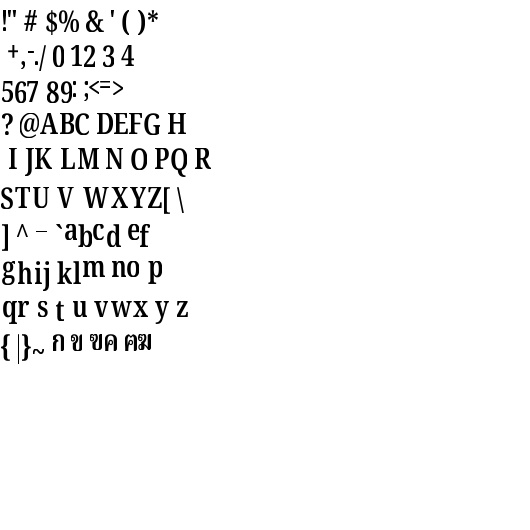 !" # $% & ' ( )*
+,-./ 0 12 3 4
567 89: ;<=>
? @ABC DEFG H
I JK LM N O PQ R
STU V WXYZ[ \
] ^ _ `abcd ef
ghij klm no p
qr s t u vwx y z
{ |}~ ก ข ฃค ฅฆ